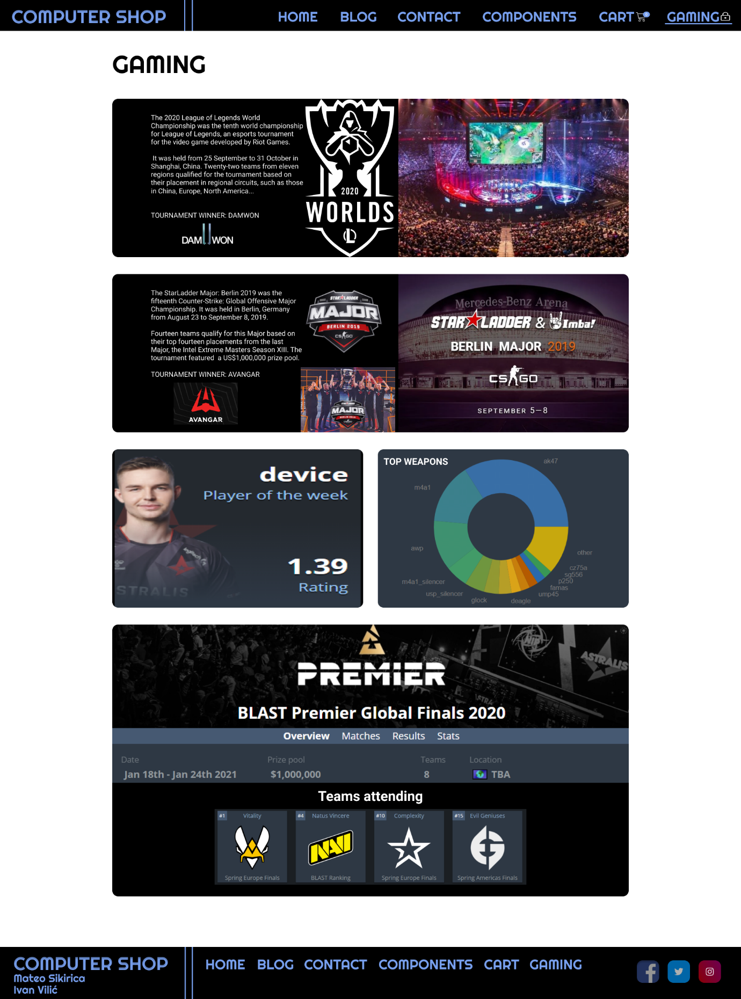 COMPUTER SHOP
HOME BLOG CONTACT COMPONENTS CART 0 GAMING
GAMING
The 2020 League of Legends World
Championship was the tenth world championship
for League of Legends, an esports tournament
for the video game developed by Riot Games.
It was held from 25 September to 31 October in
Shanghai, China. Twenty-two teams from eleven
regions qualified for the tournament based on
their placement in regional circuits, such as those
in China, Europe, North America...
TOURNAMENT WINNER: DAMWON
DAMWON
2020
WORLDS
The StarLadder Major: Berlin 2019 was the
fifteenth Counter-Strike: Global Offensive Major
Championship. It was held in Berlin, Germany
from August 23 to September 8, 2019.
Fourteen teams qualify for this Major based on
their top fourteen placements from the last
Major, the Intel Extreme Masters Season XIII. The
tournament featured  a US$1,000,000 prize pool.
TOURNAMENT WINNER: AVANGAR
AVANGAR
STARLADDER
MAJOR
BERLIN 2019
CS GO
STARLADDER
MAJOR
BERLIN 2019
CS GO
Mercedes-Benz Arena
STARLADDER & Imba!
BERLIN MAJOR 2019
CS GO
SEPTEMBER 5—8
device
Player of the week
1.39
Rating
logitech
STRALIS
TOP WEAPONS
ak47
m4a1
awp
m4a1_silencer
usp_silencer
glock
deagle
ump45
famas
p250
sg556
cz75a
other
NiP
ASTRALIS
PREMIER
BLAST Premier Global Finals 2020
Overview Matches Results Stats
Date Prize pool Teams Location
Jan 18th - Jan 24th 2021 $1,000,000 8 TBA
Teams attending
#1 Vitality #4 Natus Vincere #10 Complexity #15 Evil Geniuses
NAVI
Spring Europe Finals BLAST Ranking Spring Europe Finals Spring Americas Finals
COMPUTER SHOP
Mateo Sikirica
Ivan Vilić
HOME BLOG CONTACT COMPONENTS CART GAMING